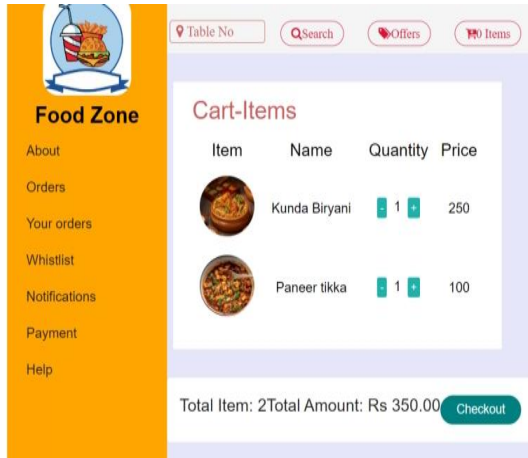 Table No Search Offers 0 Items
Food Zone
About
Orders
Your orders
Whistlist
Notifications
Payment
Help
Cart-Items
Item Name Quantity Price
Kunda Biryani - 1 + 250
Paneer tikka - 1 + 100
Total Item: 2Total Amount: Rs 350.00 Checkout